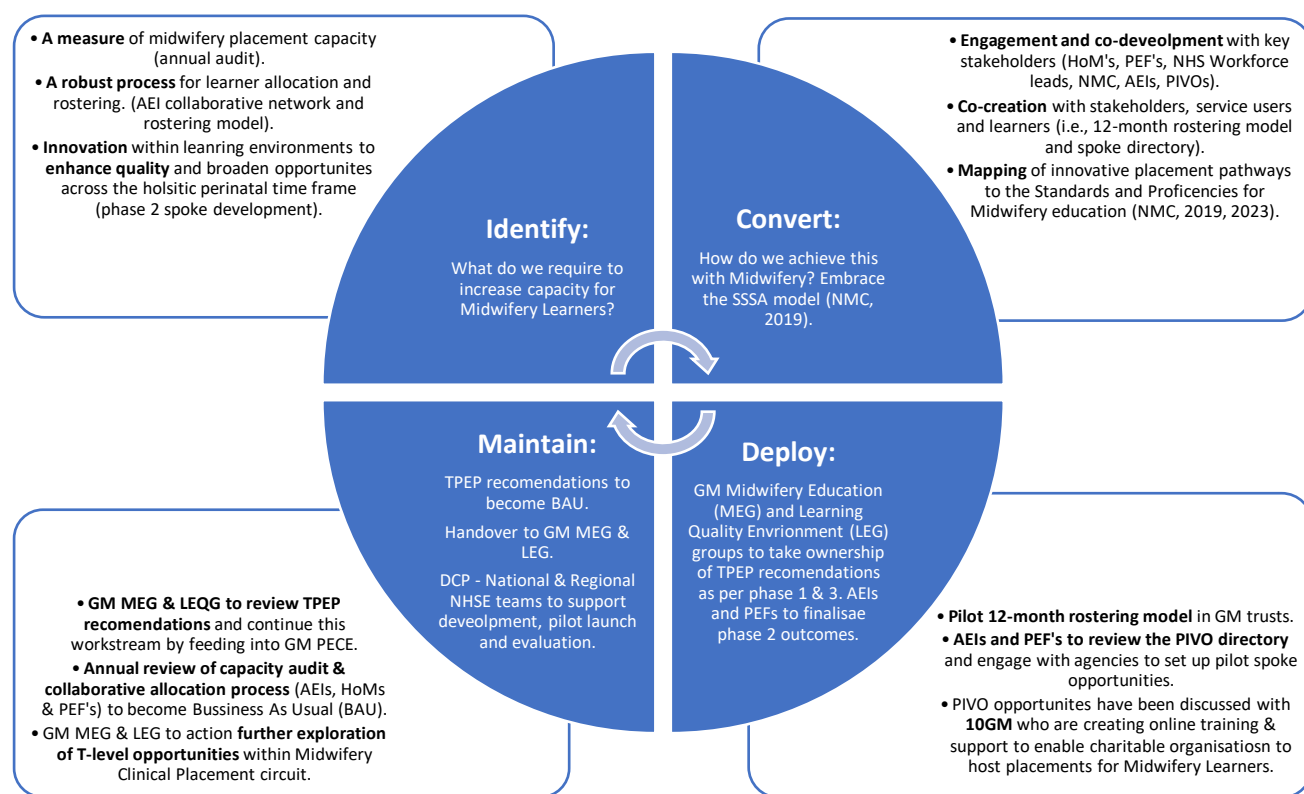 • A measure of midwifery placement capacity
(annual audit).
• A robust process for learner allocation and
rostering. (AEI collaborative network and
rostering model).
• Innovation within leanring environments to
enhance quality and broaden opportunites
across the holsitic perinatal time frame
(phase 2 spoke development).
• Engagement and co-deveolpment with key
stakeholders (HoM's, PEF's, NHS Workforce
leads, NMC, AEIs, PIVOs).
• Co-creation with stakeholders, service users
and learners (i.e., 12-month rostering model
and spoke directory).
• Mapping of innovative placement pathways
to the Standards and Proficencies for
Midwifery education (NMC, 2019, 2023).
Identify:
What do we require to
increase capacity for
Midwifery Learners?
Convert:
How do we achieve this
with Midwifery? Embrace
the SSSA model (NMC,
2019).
Maintain:
TPEP recomendations to
become BAU.
Handover to GM MEG &
LEG.
DCP - National & Regional
NHSE teams to support
deveolpment, pilot launch
and evaluation.
Deploy:
GM Midwifery Education
(MEG) and Learning
Quality Envrionment (LEG)
groups to take ownership
of TPEP recomendations
as per phase 1 & 3. AEIs
and PEFs to finalisae
phase 2 outcomes.
• GM MEG & LEQG to review TPEP
recomendations and continue this
workstream by feeding into GM PECE.
• Annual review of capacity audit &
collaborative allocation process (AEIs, HoMs
& PEF's) to become Bussiness As Usual (BAU).
• GM MEG & LEG to action further exploration
of T-level opportunities within Midwifery
Clinical Placement circuit.
• Pilot 12-month rostering model in GM trusts.
• AEIs and PEF's to review the PIVO directory
and engage with agencies to set up pilot spoke
opportunities.
• PIVO opportunites have been discussed with
10GM who are creating online training &
support to enable charitable organisatiosn to
host placements for Midwifery Learners.